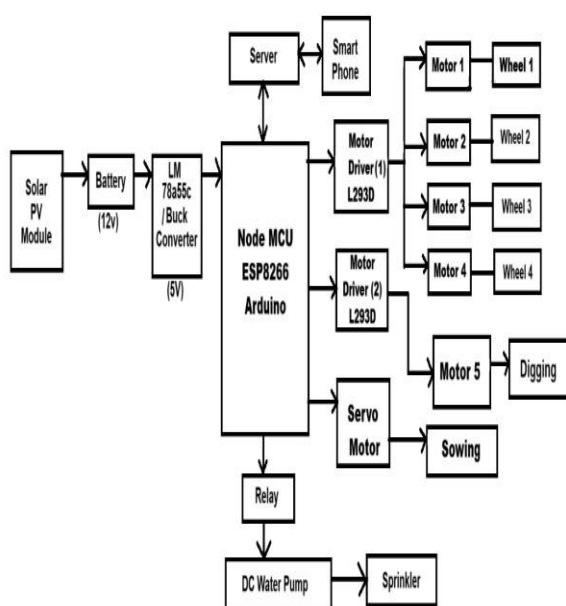 Server
Smart
Phone
Motor 1
Wheel 1
Motor
Driver (1)
L293D
Motor 2
Wheel 2
Motor 3
Wheel 3
Motor 4
Wheel 4
Solar
PV
Module
Battery
(12v)
LM
78a55c
/ Buck
Converter
(5V)
Node MCU
ESP8266
Arduino
Motor
Driver (2)
L293D
Motor 5
Digging
Servo
Motor
Sowing
Relay
DC Water Pump
Sprinkler